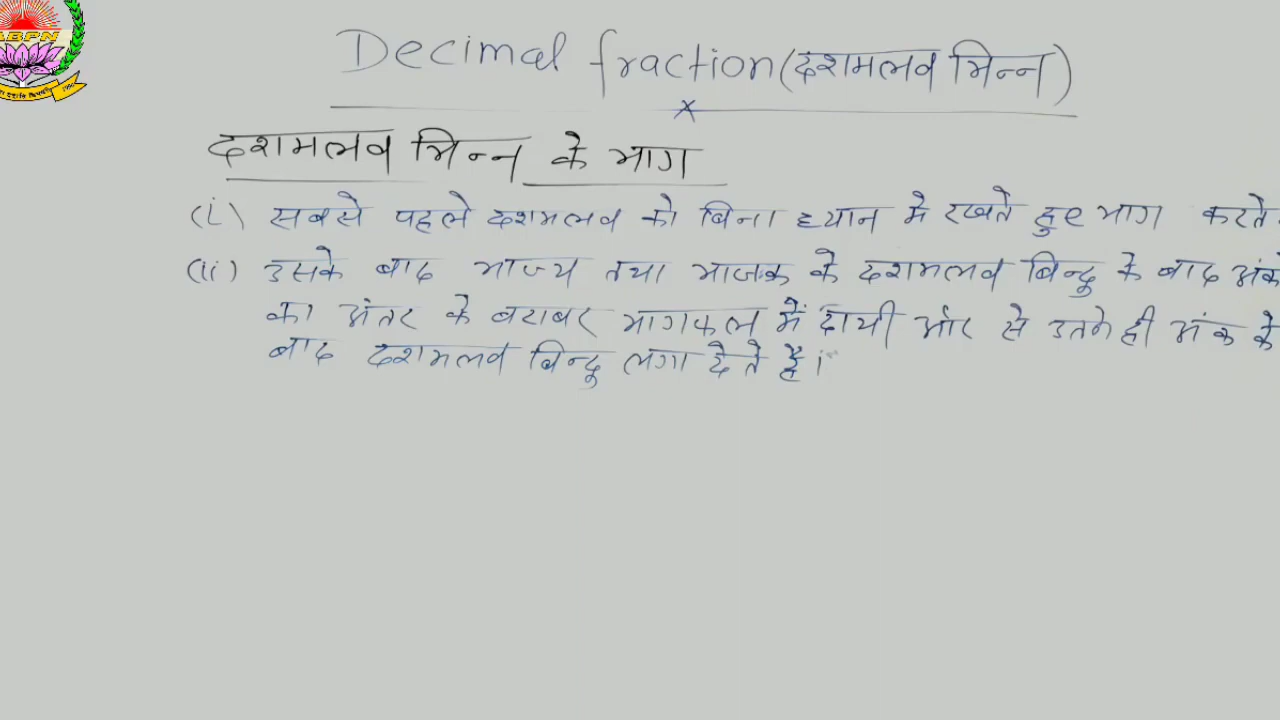 ABPN
Decimal fraction(दशमलव भिन्न)
दशमलव भिन्न के भाग
(i) सबसे पहले दशमलव को बिना ध्यान मे रखते हुए भाग करते
(ii) उसके बाद भाज्य तथा भाजक के दशमलव बिन्दु के बाद अंको
का अंतर के बराबर भागफल में दायी ओर से उतने ही अंक के
बाद दशमलव बिन्दु लगा देते है।